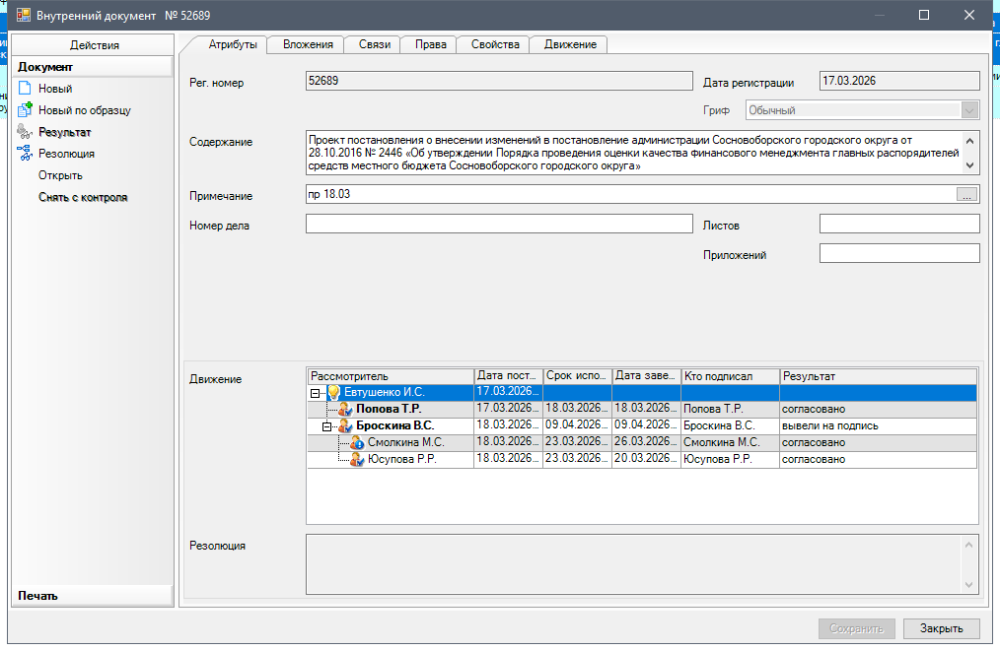 Внутренний документ № 52689
Действия
Документ
Новый
Новый по образцу
Результат
Резолюция
Открыть
Снять с контроля
Печать
Атрибуты Вложения Связи Права Свойства Движение
Рег. номер 52689 Дата регистрации 17.03.2026
Гриф Обычный
Содержание
Проект постановления о внесении изменений в постановление администрации Сосновоборского городского округа от
28.10.2016 № 2446 «Об утверждении Порядка проведения оценки качества финансового менеджмента главных распорядителей
средств местного бюджета Сосновоборского городского округа»
Примечание пр 18.03 ...
Номер дела Листов
Приложений
Движение
Рассмотритель Дата пост... Срок испо... Дата заве... Кто подписал Результат
Евтушенко И.С. 17.03.2026...
Попова Т.Р. 17.03.2026... 18.03.2026... 18.03.2026... Попова Т.Р. согласовано
Броскина В.С. 18.03.2026... 09.04.2026... 09.04.2026... Броскина В.С. вывели на подпись
Смолкина М.С. 18.03.2026... 23.03.2026... 26.03.2026... Смолкина М.С. согласовано
Юсупова Р.Р. 18.03.2026... 23.03.2026... 20.03.2026... Юсупова Р.Р. согласовано
Резолюция
Сохранить Закрыть